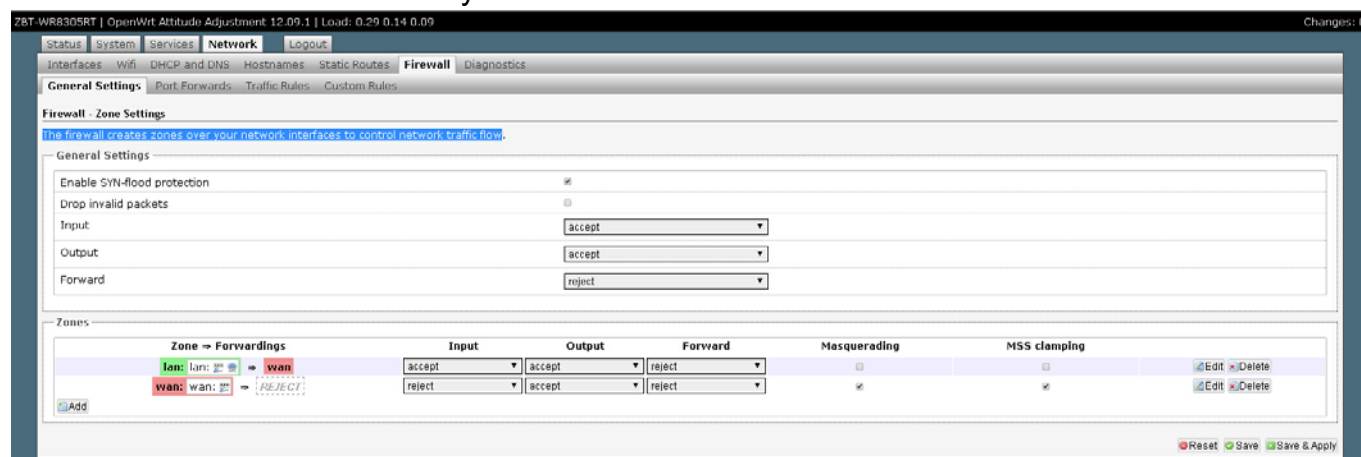 ZBT-WR8305RT | OpenWrt Attitude Adjustment 12.09.1 | Load: 0.29 0.14 0.09 Changes:
Status System Services Network Logout
Interfaces Wifi DHCP and DNS Hostnames Static Routes Firewall Diagnostics
General Settings Port Forwards Traffic Rules Custom Rules
Firewall - Zone Settings
The firewall creates zones over your network interfaces to control network traffic flow.
General Settings
Enable SYN-flood protection
Drop invalid packets
Input accept
Output accept
Forward reject
Zones
Zone ⇒ Forwardings Input Output Forward Masquerading MSS clamping
lan: lan: ⇒ wan accept accept reject Edit Delete
wan: wan: ⇒ REJECT reject accept reject Edit Delete
Add
Reset Save Save & Apply